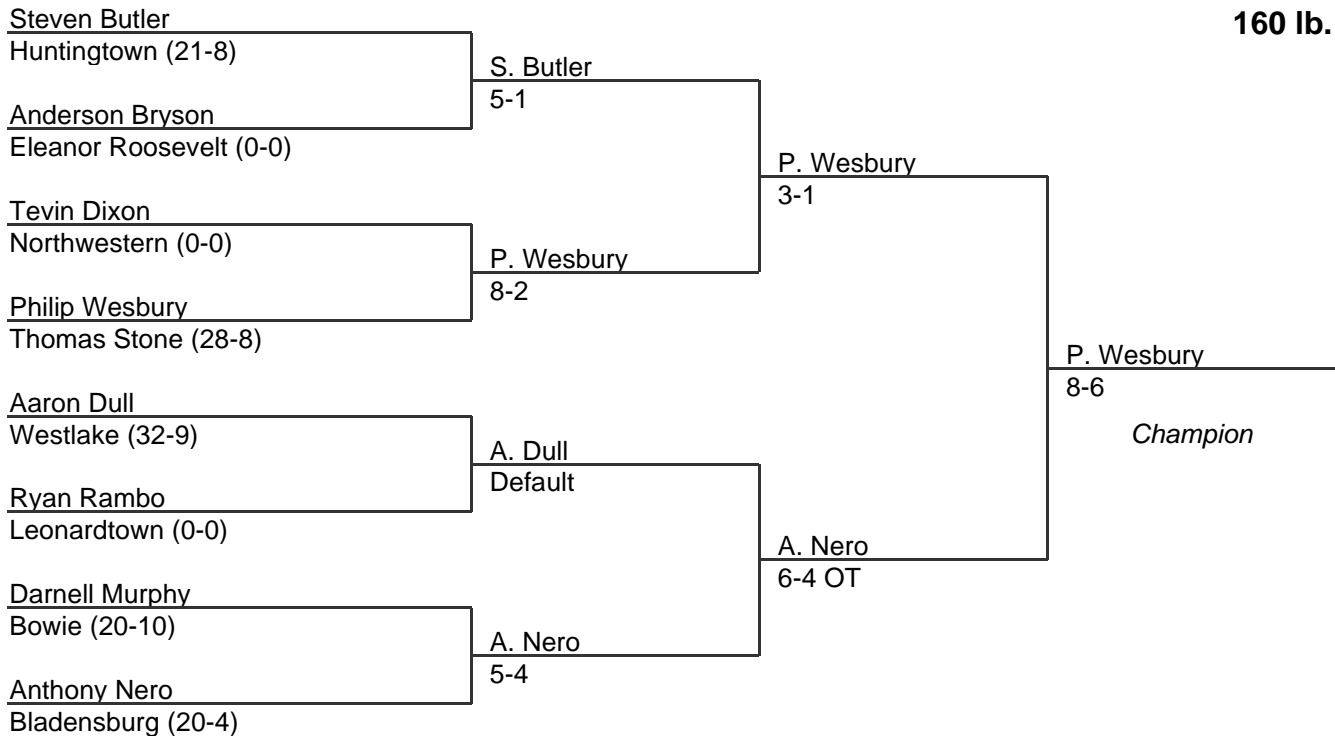 160 lb.
Steven Butler
Huntingtown (21-8)
S. Butler
5-1
Anderson Bryson
Eleanor Roosevelt (0-0)
P. Wesbury
3-1
Tevin Dixon
Northwestern (0-0)
P. Wesbury
8-2
Philip Wesbury
Thomas Stone (28-8)
P. Wesbury
8-6
Champion
Aaron Dull
Westlake (32-9)
A. Dull
Default
Ryan Rambo
Leonardtown (0-0)
A. Nero
6-4 OT
Darnell Murphy
Bowie (20-10)
A. Nero
5-4
Anthony Nero
Bladensburg (20-4)